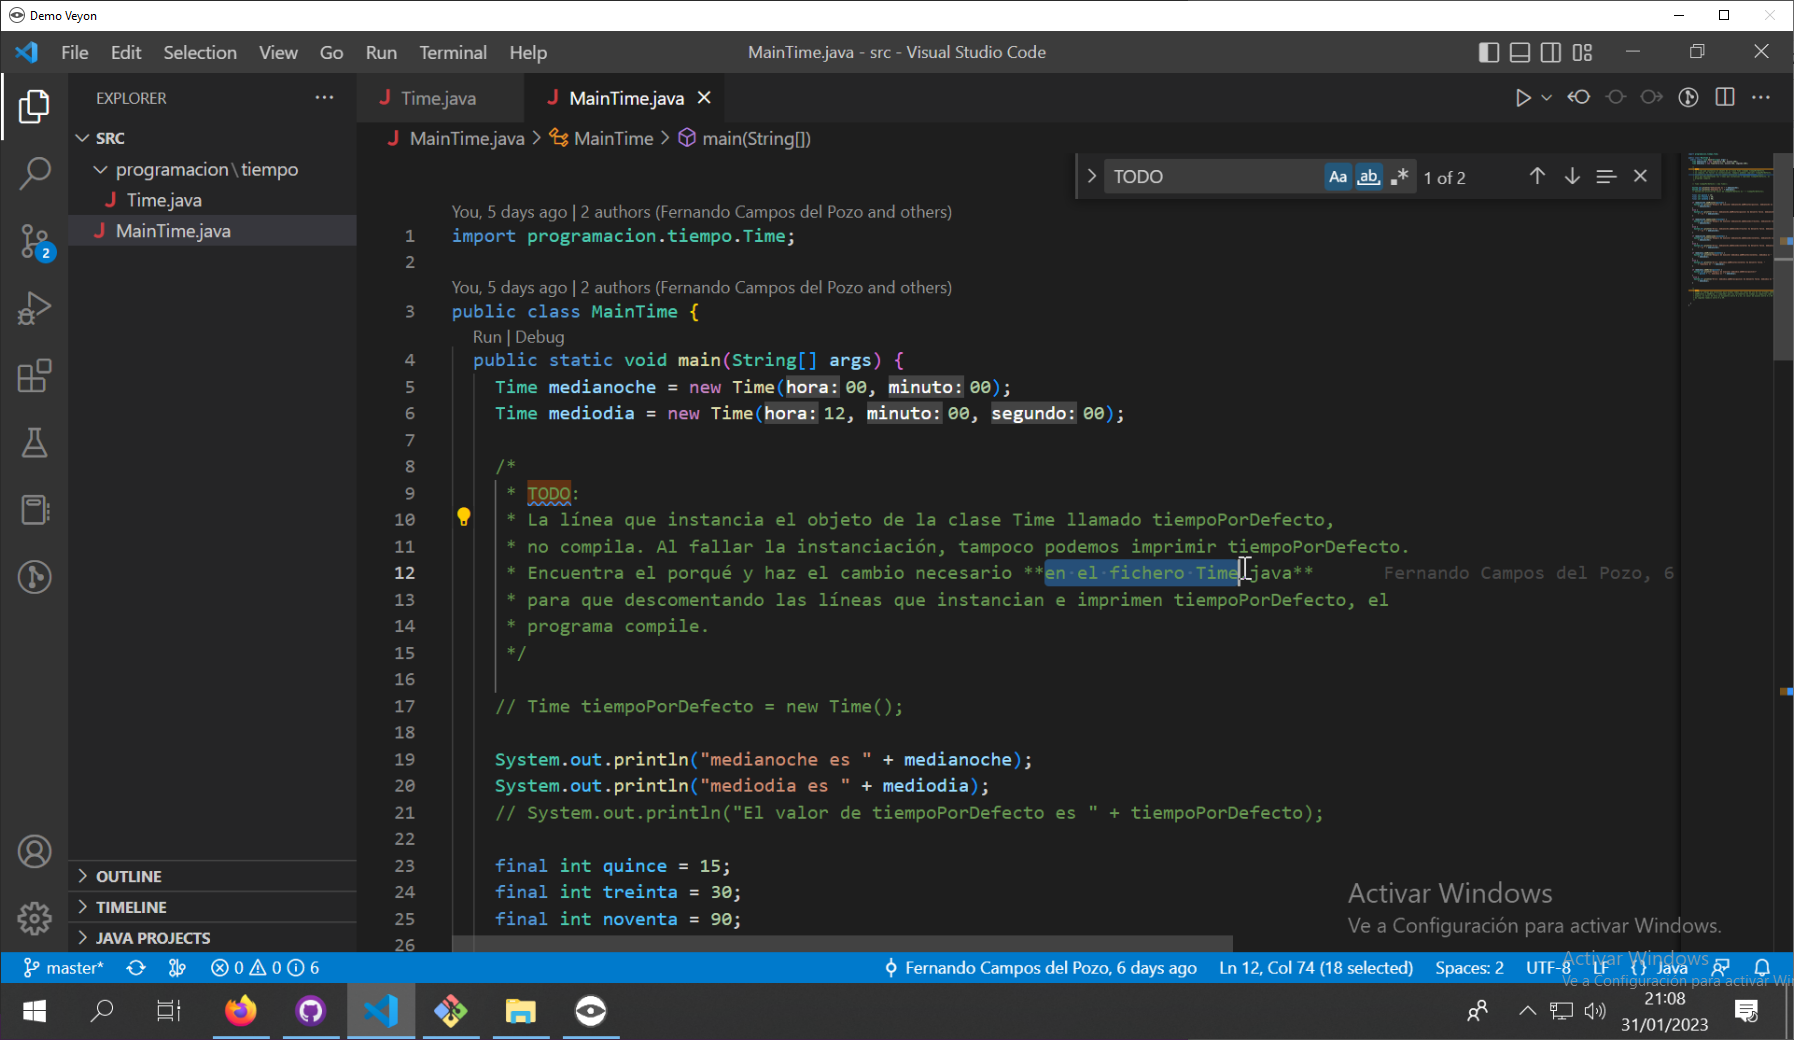 Demo Veyon
File Edit Selection View Go Run Terminal Help
MainTime.java - src - Visual Studio Code
EXPLORER
SRC
programacion\tiempo
Time.java
MainTime.java
OUTLINE
TIMELINE
JAVA PROJECTS
2
Time.java
MainTime.java
MainTime.java > MainTime > main(String[])
TODO
Aa ab .* 1 of 2
You, 5 days ago | 2 authors (Fernando Campos del Pozo and others)
1 import programacion.tiempo.Time;
2
You, 5 days ago | 2 authors (Fernando Campos del Pozo and others)
3 public class MainTime {
Run | Debug
4 public static void main(String[] args) {
5 Time medianoche = new Time(hora: 00, minuto: 00);
6 Time mediodia = new Time(hora: 12, minuto: 00, segundo: 00);
7
8 /*
9 * TODO:
10 * La línea que instancia el objeto de la clase Time llamado tiempoPorDefecto,
11 * no compila. Al fallar la instanciación, tampoco podemos imprimir tiempoPorDefecto.
12 * Encuentra el porqué y haz el cambio necesario **en el fichero Time.java** Fernando Campos del Pozo, 6
13 * para que descomentando las líneas que instancian e imprimen tiempoPorDefecto, el
14 * programa compile.
15 */
16
17 // Time tiempoPorDefecto = new Time();
18
19 System.out.println("medianoche es " + medianoche);
20 System.out.println("mediodia es " + mediodia);
21 // System.out.println("El valor de tiempoPorDefecto es " + tiempoPorDefecto);
22
23 final int quince = 15;
24 final int treinta = 30;
25 final int noventa = 90;
26
Activar Windows
Ve a Configuración para activar Windows.
master* 0 0 6
Fernando Campos del Pozo, 6 days ago Ln 12, Col 74 (18 selected) Spaces: 2 UTF-8 LF {} Java
Activar Windows
Ve a Configuración para activar Wi
21:08
31/01/2023